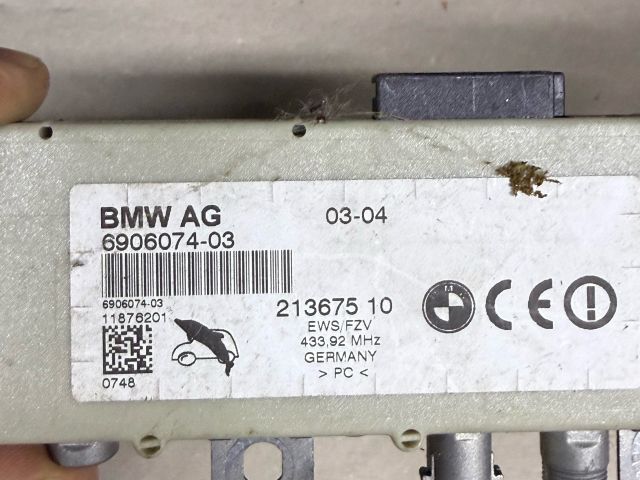 BMW AG 03-04
6906074-03
6906074-03
11876201
213675 10
EWS/FZV
433,92 MHz
GERMANY
> PC <
0748
CE